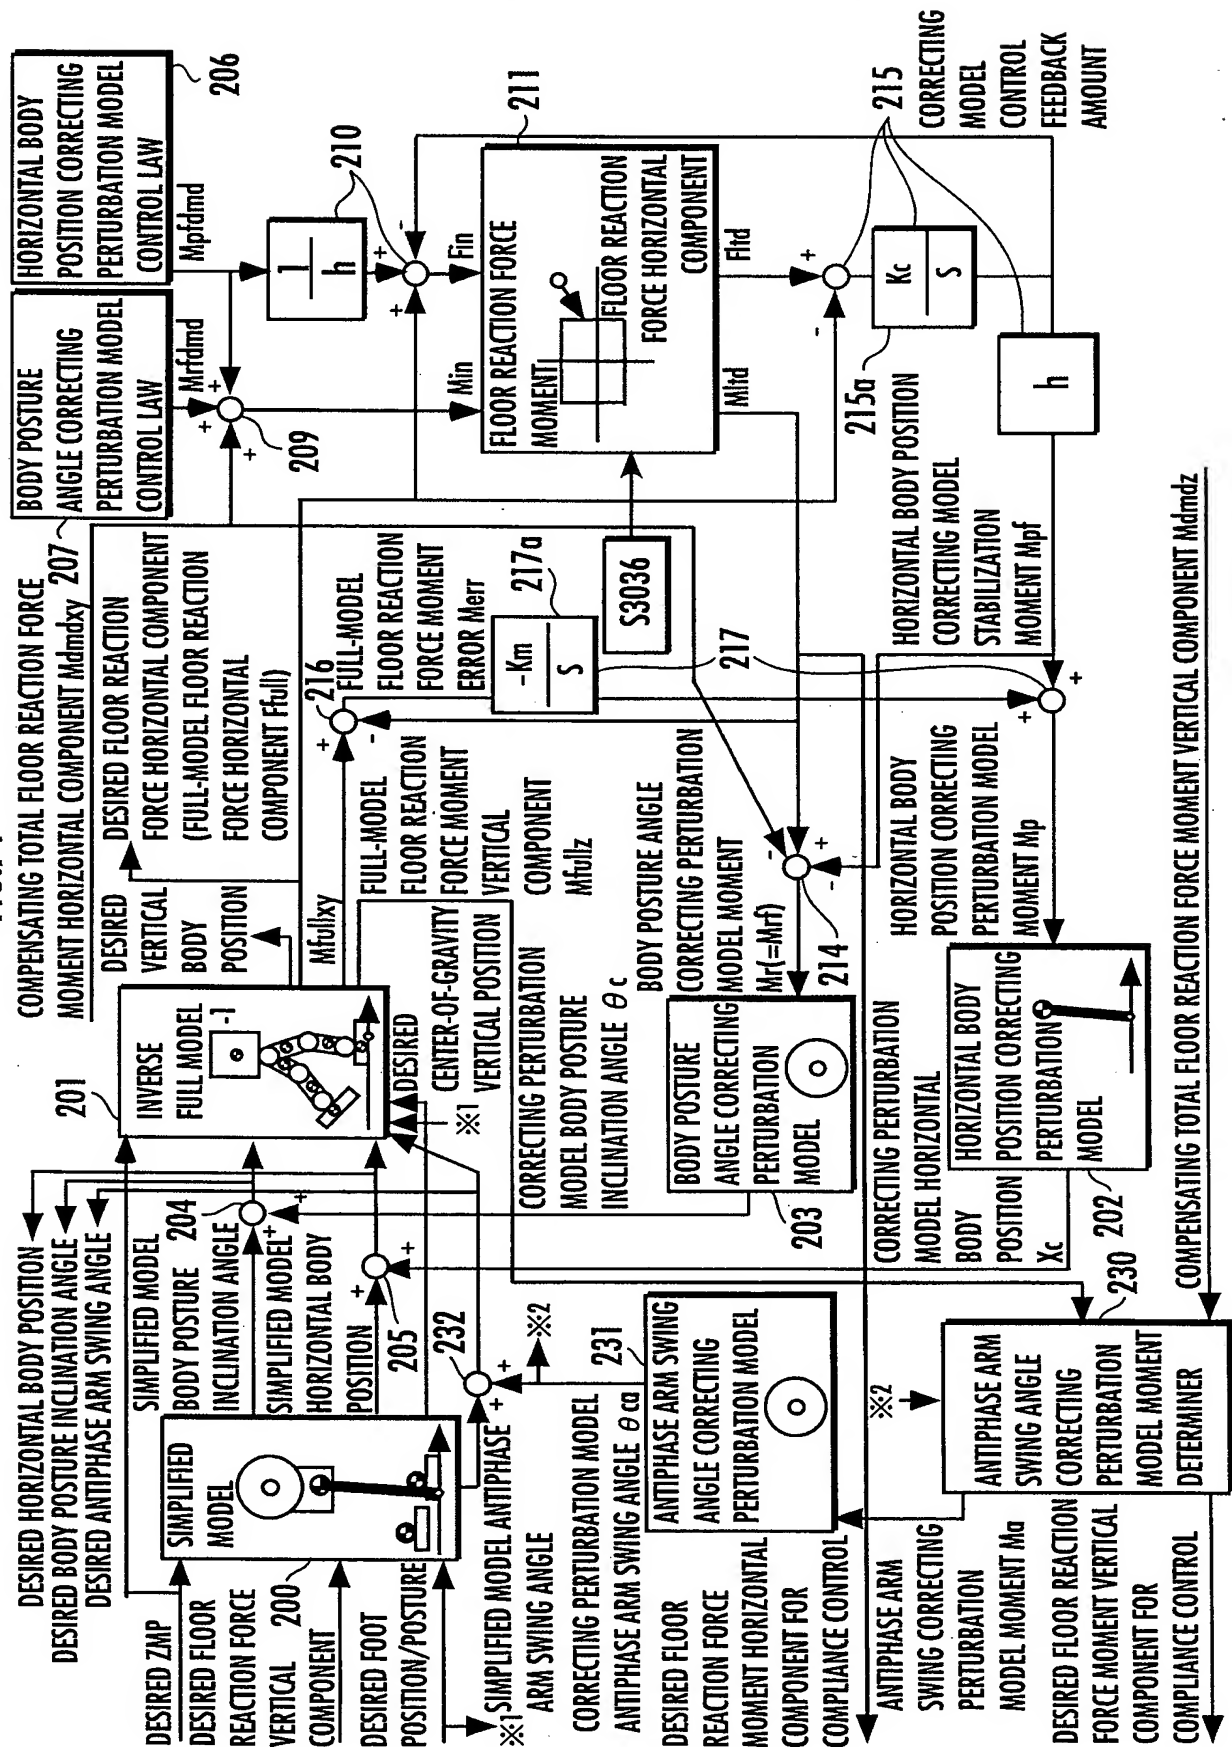 DESIRED HORIZONTAL BODY POSITION
DESIRED BODY POSTURE INCLINATION ANGLE
DESIRED ANTIPHASE ARM SWING ANGLE
DESIRED ZMP
DESIRED FLOOR
REACTION FORCE
VERTICAL
COMPONENT
DESIRED FOOT
POSITION/POSTURE
※1
200
SIMPLIFIED
MODEL
SIMPLIFIED MODEL ANTIPHASE
ARM SWING ANGLE
SIMPLIFIED
MODEL
BODY POSTURE
INCLINATION ANGLE
SIMPLIFIED MODEL
HORIZONTAL BODY
POSITION
204
+
+
205
+
+
232
+
+
※2
201
INVERSE
FULL MODEL
-1
DESIRED
CENTER-OF-GRAVITY
VERTICAL POSITION
※1
COMPENSATING TOTAL FLOOR REACTION FORCE
MOMENT HORIZONTAL COMPONENT Mdmdxy
DESIRED
VERTICAL
BODY
POSITION
DESIRED FLOOR REACTION
FORCE HORIZONTAL COMPONENT
(FULL-MODEL FLOOR REACTION
FORCE HORIZONTAL
COMPONENT Ffull)
Mfullxy
FULL-MODEL
FLOOR REACTION
FORCE MOMENT
VERTICAL
COMPONENT
Mfullz
216
+
-
FULL-MODEL
FLOOR REACTION
FORCE MOMENT
ERROR Merr
217a
-Km
S
217
+
+
207
BODY POSTURE
ANGLE CORRECTING
PERTURBATION MODEL
CONTROL LAW
Mrfdmd
HORIZONTAL BODY
POSITION CORRECTING
PERTURBATION MODEL
CONTROL LAW
206
Mpfdmd
209
+
+
+
1
h
210
+
-
+
Fin
Min
211
FLOOR REACTION FORCE
MOMENT
FLOOR REACTION
FORCE HORIZONTAL
COMPONENT
S3036
Mltd
Fltd
+
-
215a
Kc
S
215
CORRECTING
MODEL
CONTROL
FEEDBACK
AMOUNT
h
HORIZONTAL BODY POSITION
CORRECTING MODEL
STABILIZATION
MOMENT Mpf
CORRECTING PERTURBATION
MODEL BODY POSTURE
INCLINATION ANGLE θc
BODY POSTURE ANGLE
CORRECTING PERTURBATION
MODEL MOMENT
Mr(=Mrf)
214
-
+
-
BODY POSTURE
ANGLE CORRECTING
PERTURBATION
MODEL
203
HORIZONTAL BODY
POSITION CORRECTING
PERTURBATION MODEL
MOMENT Mp
HORIZONTAL BODY
POSITION CORRECTING
PERTURBATION
MODEL
202
CORRECTING PERTURBATION
MODEL HORIZONTAL
BODY
POSITION
Xc
CORRECTING PERTURBATION MODEL
ANTIPHASE ARM SWING ANGLE θca
231
ANTIPHASE ARM SWING
ANGLE CORRECTING
PERTURBATION MODEL
DESIRED FLOOR
REACTION FORCE
MOMENT HORIZONTAL
COMPONENT FOR
COMPLIANCE CONTROL
ANTIPHASE ARM
SWING CORRECTING
PERTURBATION
MODEL MOMENT Ma
※2
230
ANTIPHASE ARM
SWING ANGLE
CORRECTING
PERTURBATION
MODEL MOMENT
DETERMINER
COMPENSATING TOTAL FLOOR REACTION FORCE MOMENT VERTICAL COMPONENT Mdmdz
DESIRED FLOOR REACTION
FORCE MOMENT VERTICAL
COMPONENT FOR
COMPLIANCE CONTROL